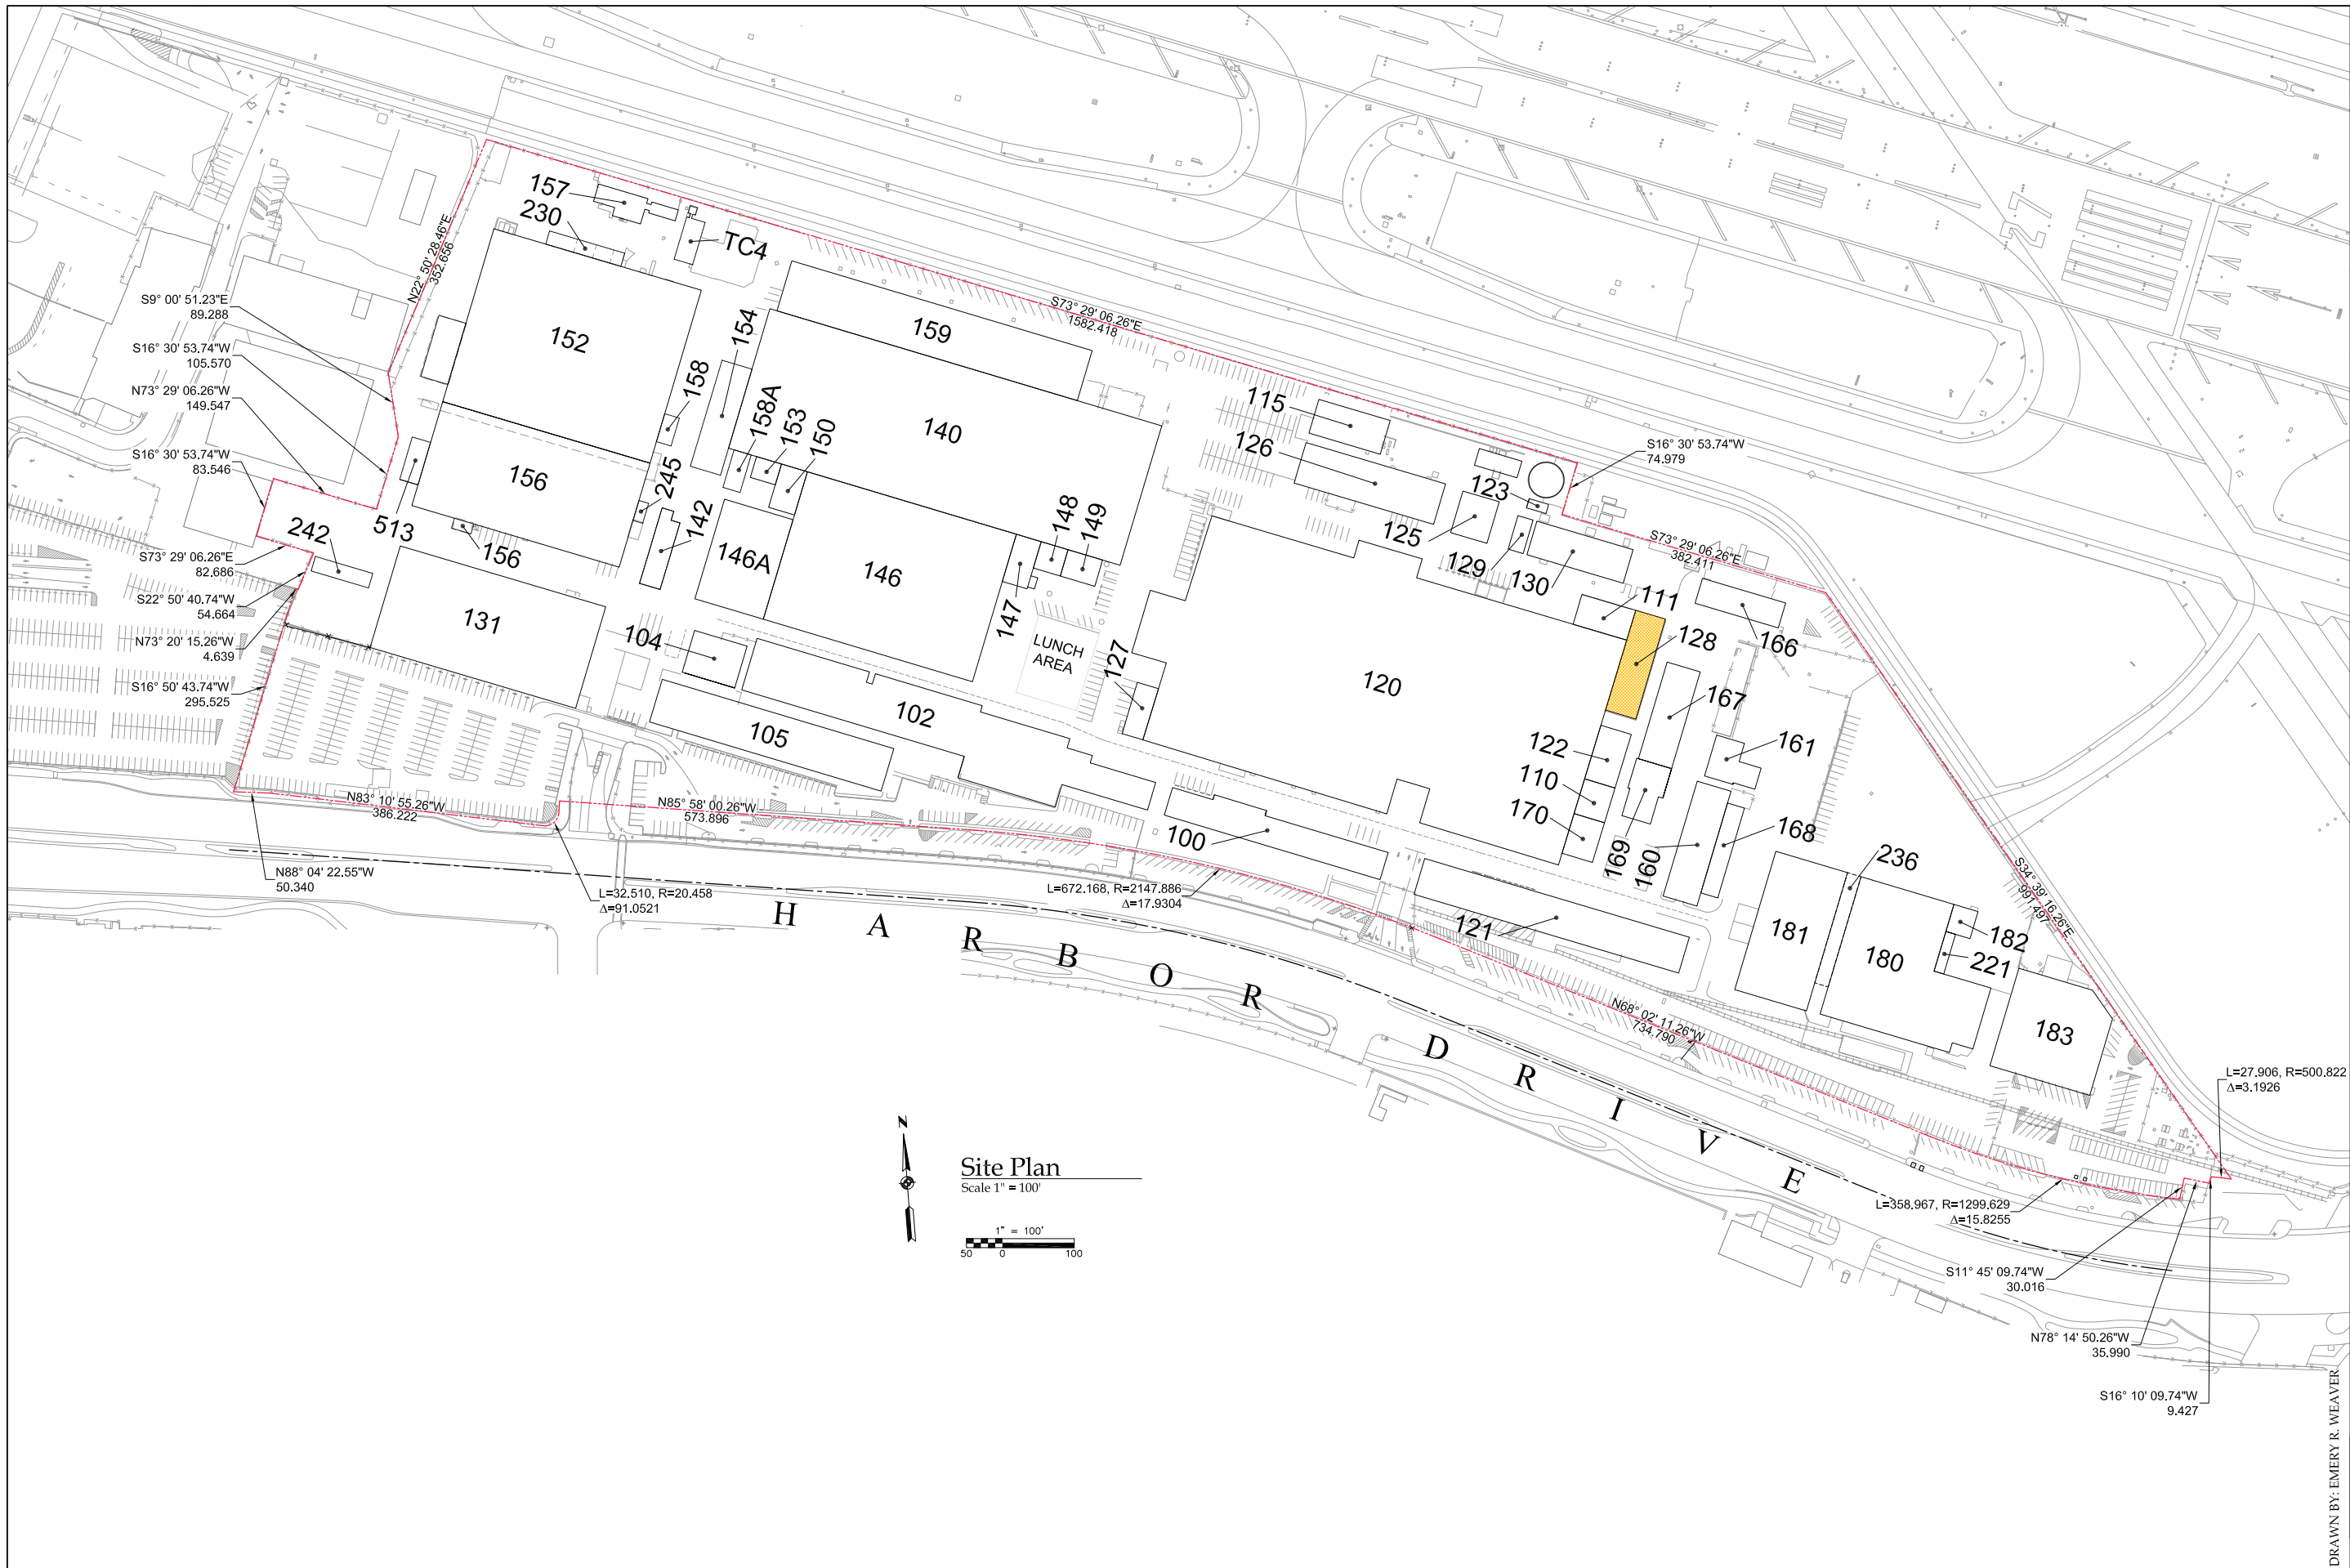 157
230
TC4
N22° 50' 28.46"E
352.656
S9° 00' 51.23"E
89.288
S16° 30' 53.74"W
105.570
N73° 29' 06.26"W
149.547
S16° 30' 53.74"W
83.546
S73° 29' 06.26"E
82.686
S22° 50' 40.74"W
54.664
N73° 20' 15.26"W
4.639
S16° 50' 43.74"W
295.525
S73° 29' 06.26"E
1582.418
152
154
159
158
158A
153
150
140
156
245
142
513
242
156
146A
146
148
149
147
131
104
LUNCH
AREA
127
102
105
115
126
123
125
129
130
S16° 30' 53.74"W
74.979
S73° 29' 06.26"E
382.411
111
128
166
120
167
122
161
110
170
169
160
168
100
121
236
181
180
182
221
183
S34° 39' 16.26"E
991.497
N83° 10' 55.26"W
386.222
N85° 58' 00.26"W
573.896
N88° 04' 22.55"W
50.340
L=32.510, R=20.458
Δ=91.0521
L=672.168, R=2147.886
Δ=17.9304
HARBOR DRIVE
N68° 02' 11.26"W
734.790
L=27.906, R=500.822
Δ=3.1926
L=358.967, R=1299.629
Δ=15.8255
S11° 45' 09.74"W
30.016
N78° 14' 50.26"W
35.990
S16° 10' 09.74"W
9.427
N
Site Plan
Scale 1" = 100'
1" = 100'
50 0 100
DRAWN BY: EMERY R. WEAVER